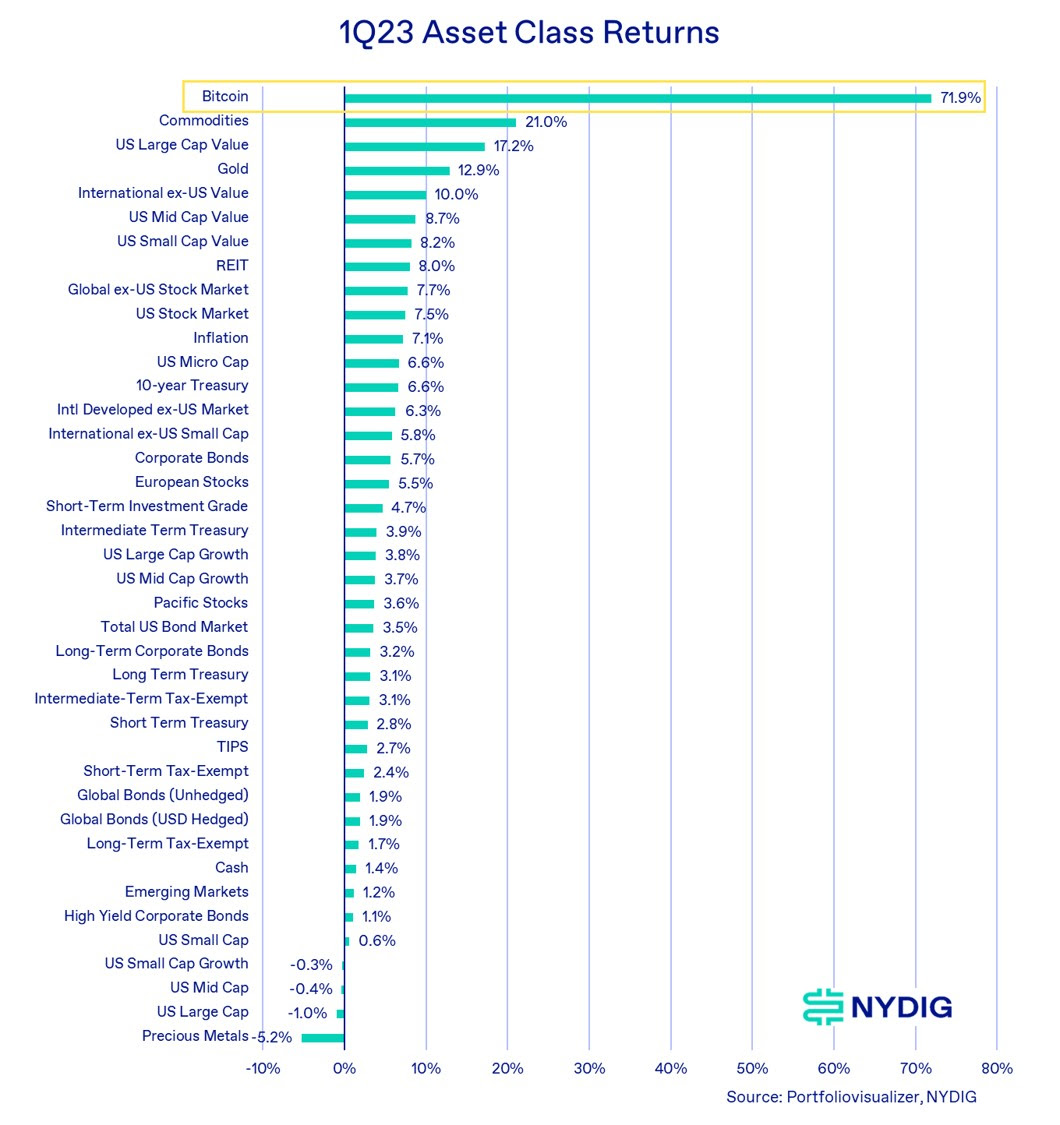 1Q23 Asset Class Returns
Bitcoin 71.9%
Commodities 21.0%
US Large Cap Value 17.2%
Gold 12.9%
International ex-US Value 10.0%
US Mid Cap Value 8.7%
US Small Cap Value 8.2%
REIT 8.0%
Global ex-US Stock Market 7.7%
US Stock Market 7.5%
Inflation 7.1%
US Micro Cap 6.6%
10-year Treasury 6.6%
Intl Developed ex-US Market 6.3%
International ex-US Small Cap 5.8%
Corporate Bonds 5.7%
European Stocks 5.5%
Short-Term Investment Grade 4.7%
Intermediate Term Treasury 3.9%
US Large Cap Growth 3.8%
US Mid Cap Growth 3.7%
Pacific Stocks 3.6%
Total US Bond Market 3.5%
Long-Term Corporate Bonds 3.2%
Long Term Treasury 3.1%
Intermediate-Term Tax-Exempt 3.1%
Short Term Treasury 2.8%
TIPS 2.7%
Short-Term Tax-Exempt 2.4%
Global Bonds (Unhedged) 1.9%
Global Bonds (USD Hedged) 1.9%
Long-Term Tax-Exempt 1.7%
Cash 1.4%
Emerging Markets 1.2%
High Yield Corporate Bonds 1.1%
US Small Cap 0.6%
US Small Cap Growth -0.3%
US Mid Cap -0.4%
US Large Cap -1.0%
NYDIG
Precious Metals -5.2%
-10% 0% 10% 20% 30% 40% 50% 60% 70% 80%
Source: Portfoliovisualizer, NYDIG